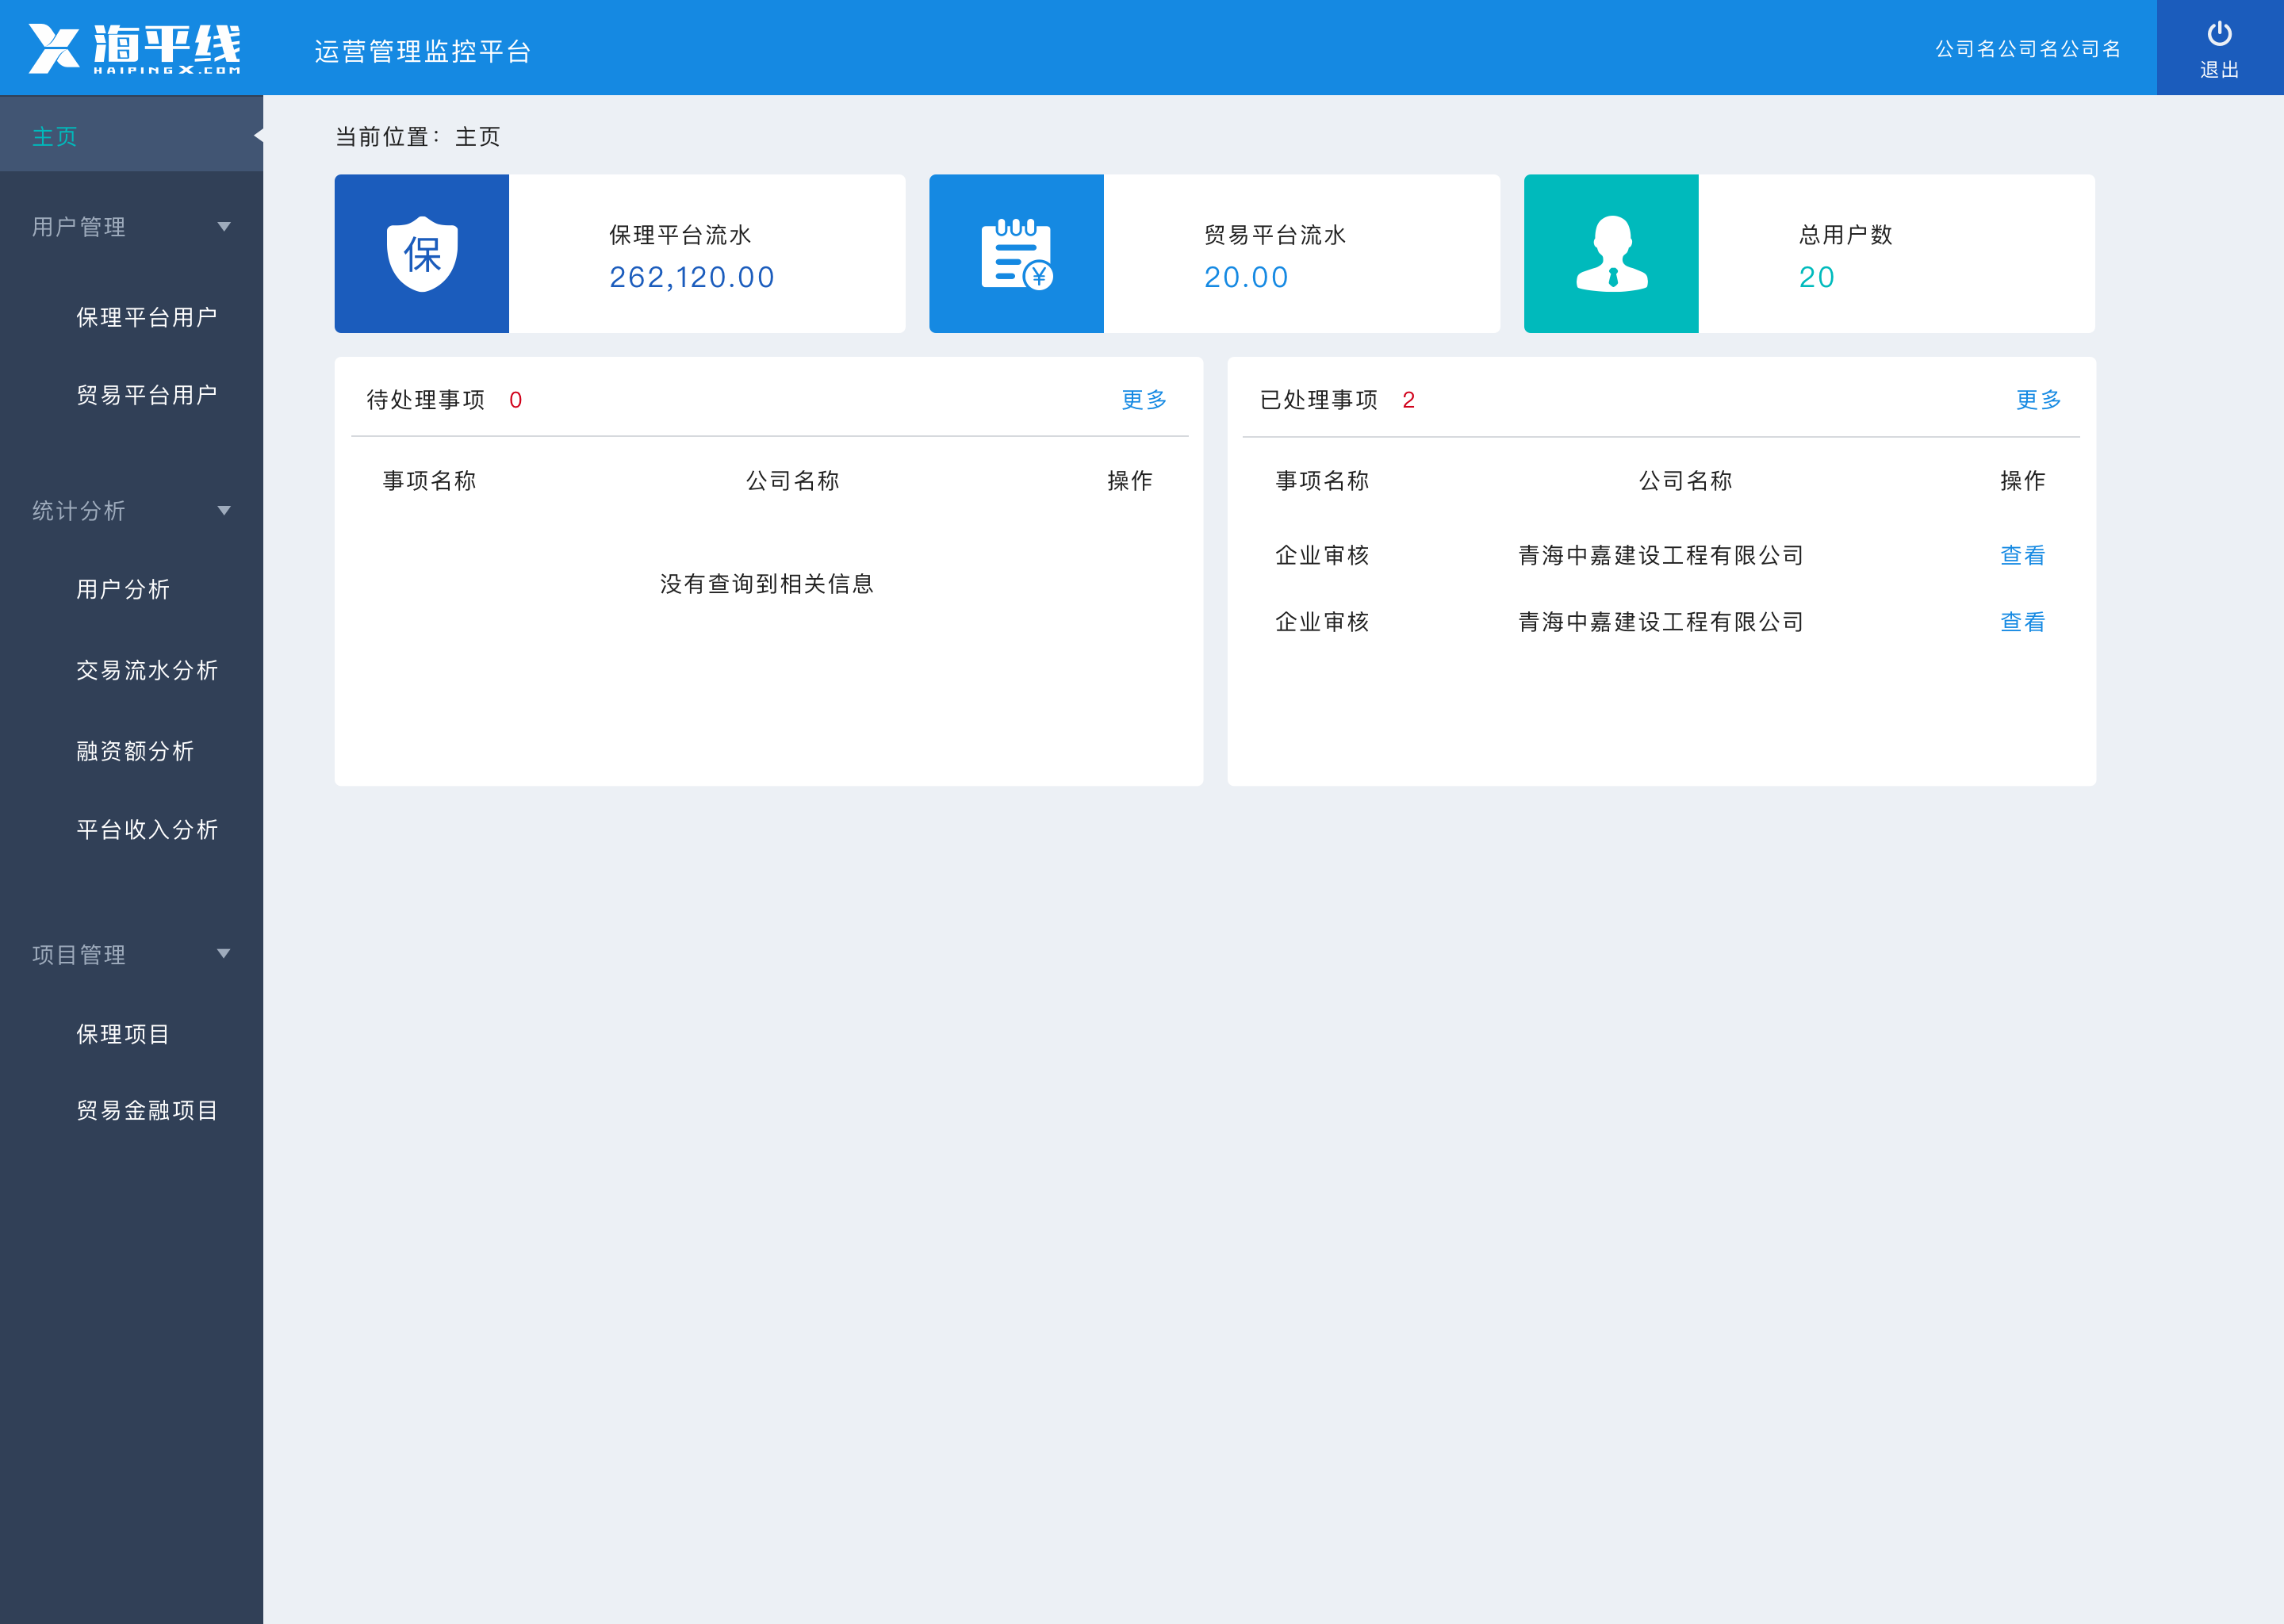 海平线
HAIPINGX.COM
运营管理监控平台
公司名公司名公司名
退出
主页
用户管理
保理平台用户
贸易平台用户
统计分析
用户分析
交易流水分析
融资额分析
平台收入分析
项目管理
保理项目
贸易金融项目
当前位置：主页
保
保理平台流水
262,120.00
¥
贸易平台流水
20.00
总用户数
20
待处理事项 0 更多
事项名称 公司名称 操作
没有查询到相关信息
已处理事项 2 更多
事项名称 公司名称 操作
企业审核 青海中嘉建设工程有限公司 查看
企业审核 青海中嘉建设工程有限公司 查看